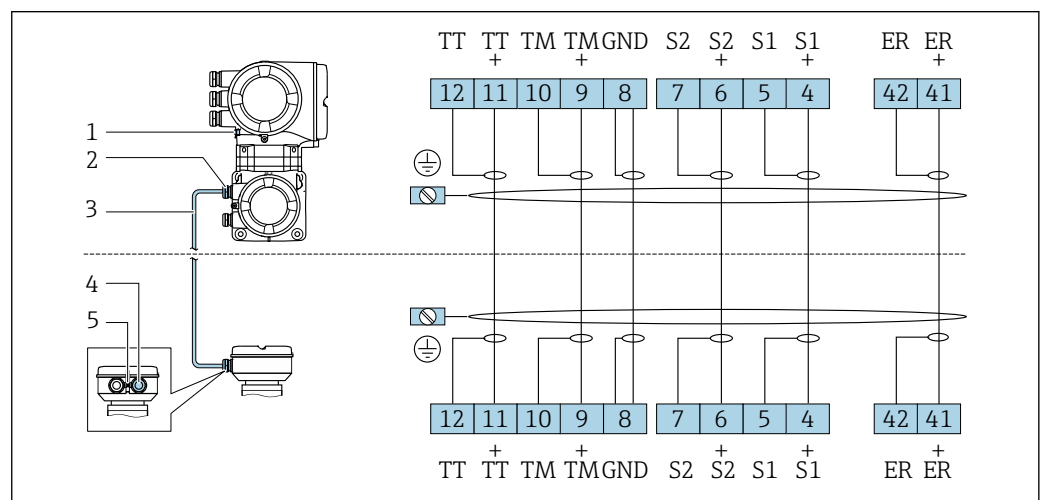 TT TT TM TM GND S2 S2 S1 S1 ER ER
+ + + + +
12 11 10 9 8 7 6 5 4 42 41
1
2
3
4
5
12 11 10 9 8 7 6 5 4 42 41
+ + + + +
TT TT TM TM GND S2 S2 S1 S1 ER ER